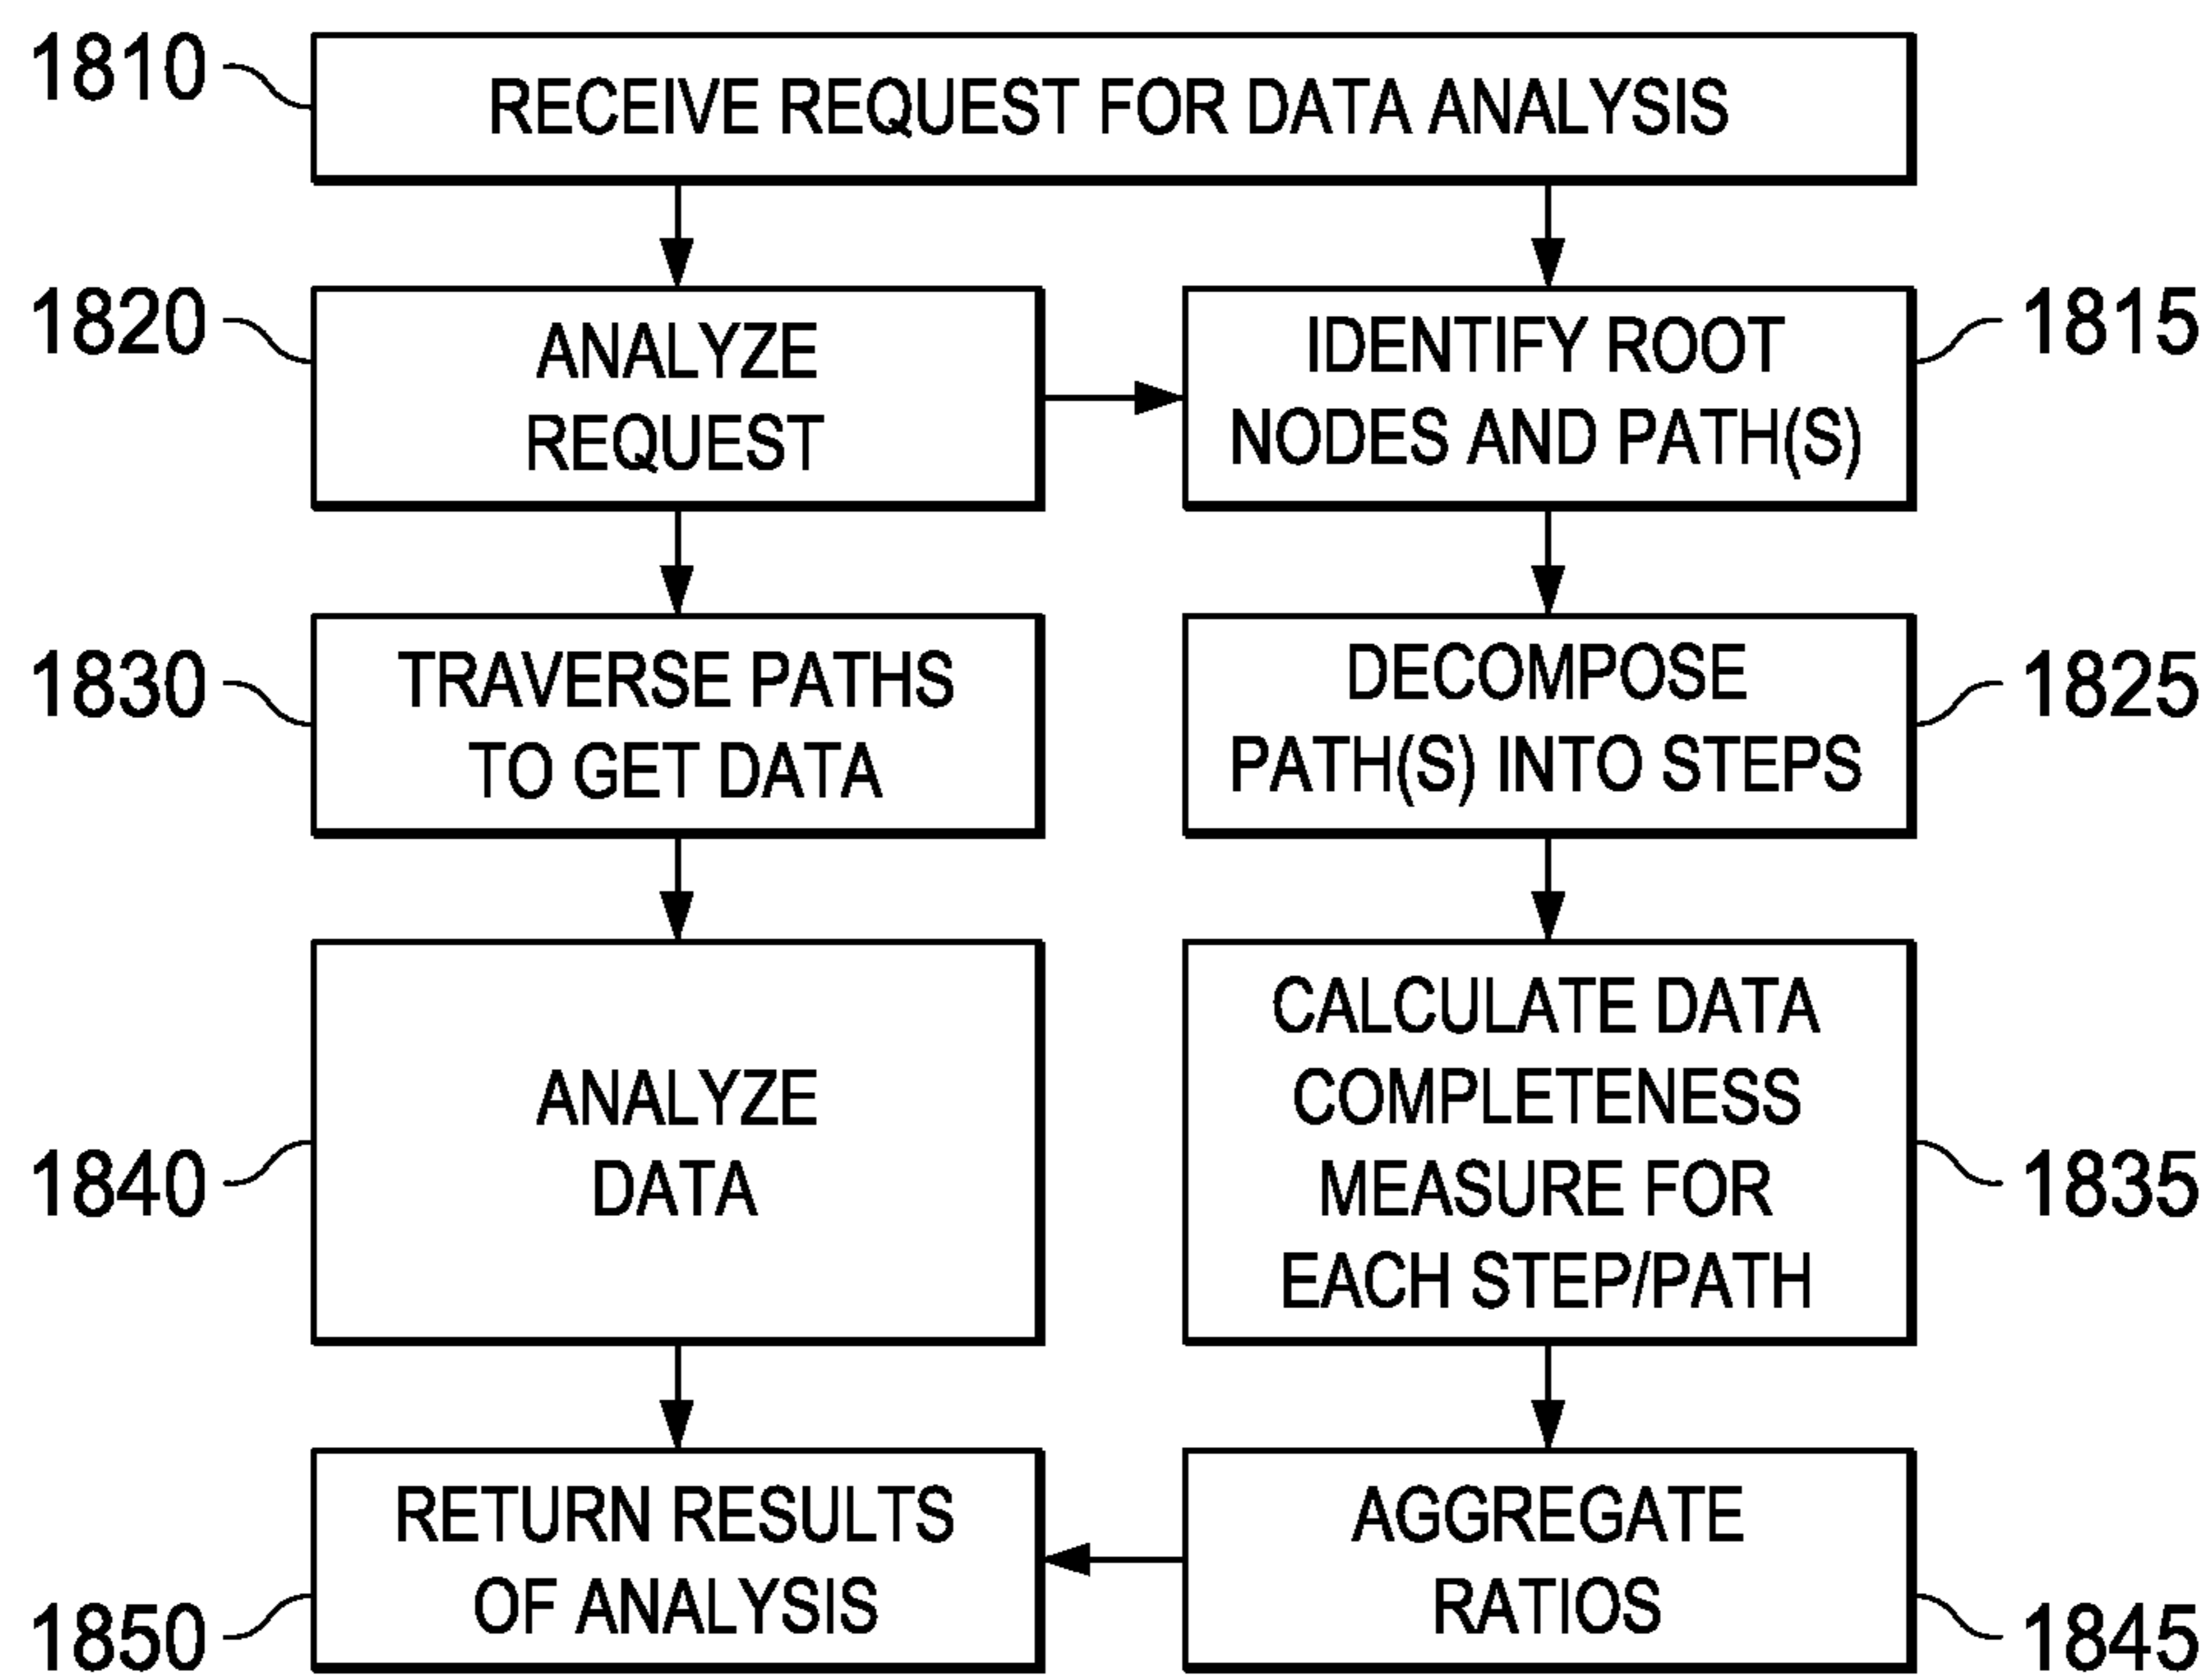 1810
RECEIVE REQUEST FOR DATA ANALYSIS
1820
ANALYZE
REQUEST
IDENTIFY ROOT
NODES AND PATH(S)
1815
1830
TRAVERSE PATHS
TO GET DATA
DECOMPOSE
PATH(S) INTO STEPS
1825
1840
ANALYZE
DATA
CALCULATE DATA
COMPLETENESS
MEASURE FOR
EACH STEP/PATH
1835
1850
RETURN RESULTS
OF ANALYSIS
AGGREGATE
RATIOS
1845